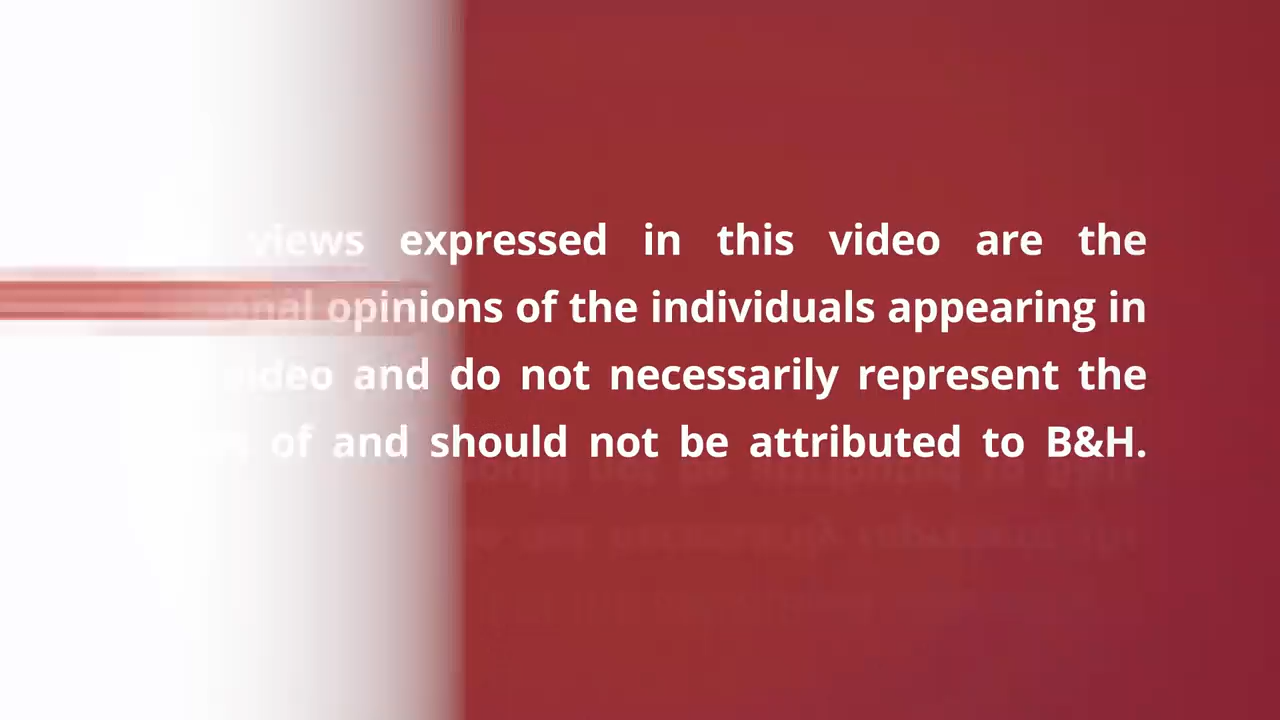 views expressed in this video are the
opinions of the individuals appearing in
video and do not necessarily represent the
of and should not be attributed to B&H.